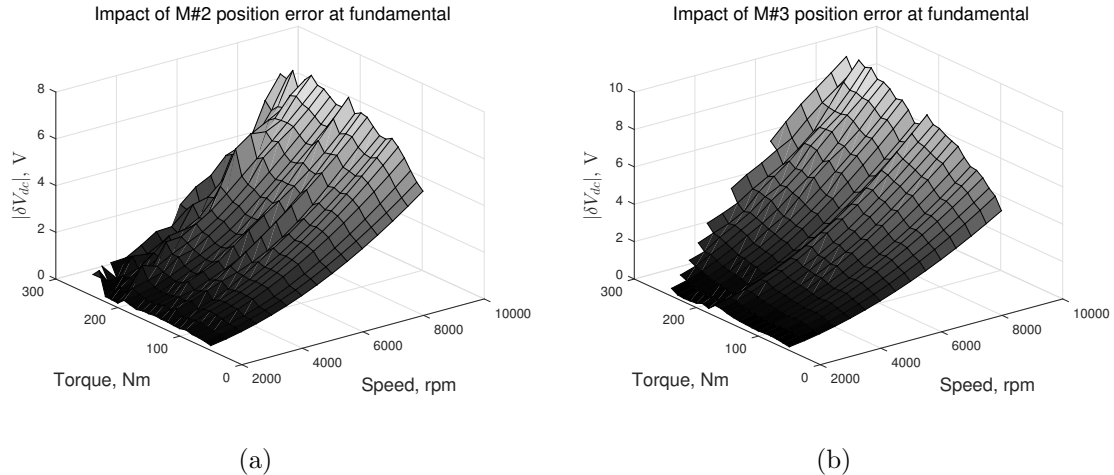 Impact of M#2 position error at fundamental
8
6
4
2
0
|δV_dc|, V
300
200
100
0
Torque, Nm
2000
4000
6000
8000
10000
Speed, rpm
(a)
Impact of M#3 position error at fundamental
10
8
6
4
2
0
|δV_dc|, V
300
200
100
0
Torque, Nm
2000
4000
6000
8000
10000
Speed, rpm
(b)